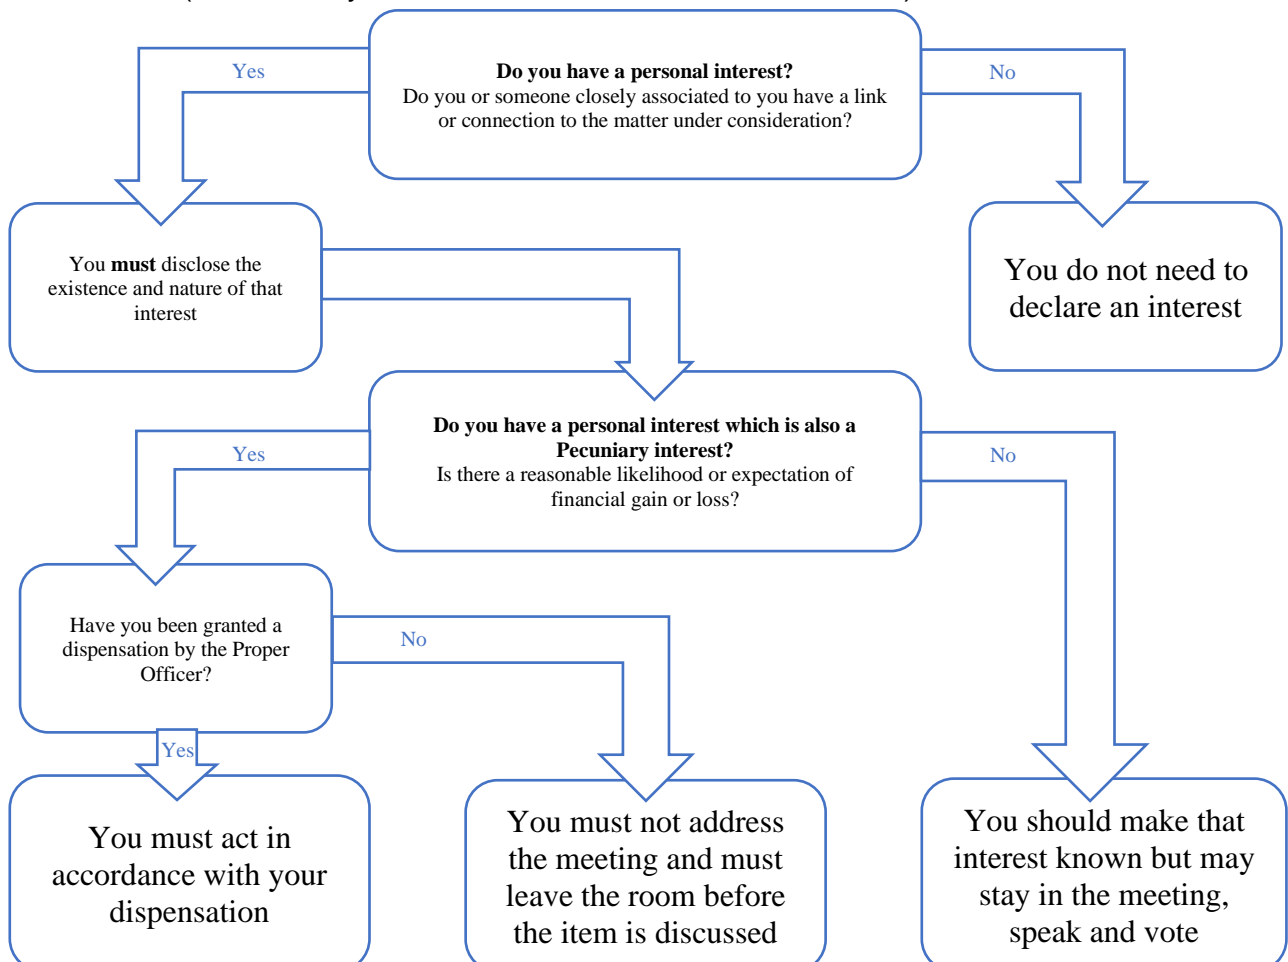 Yes
Do you have a personal interest?
Do you or someone closely associated to you have a link
or connection to the matter under consideration?
No
You must disclose the
existence and nature of that
interest
You do not need to
declare an interest
Yes
Do you have a personal interest which is also a
Pecuniary interest?
Is there a reasonable likelihood or expectation of
financial gain or loss?
No
Have you been granted a
dispensation by the Proper
Officer?
No
Yes
You must act in
accordance with your
dispensation
You must not address
the meeting and must
leave the room before
the item is discussed
You should make that
interest known but may
stay in the meeting,
speak and vote